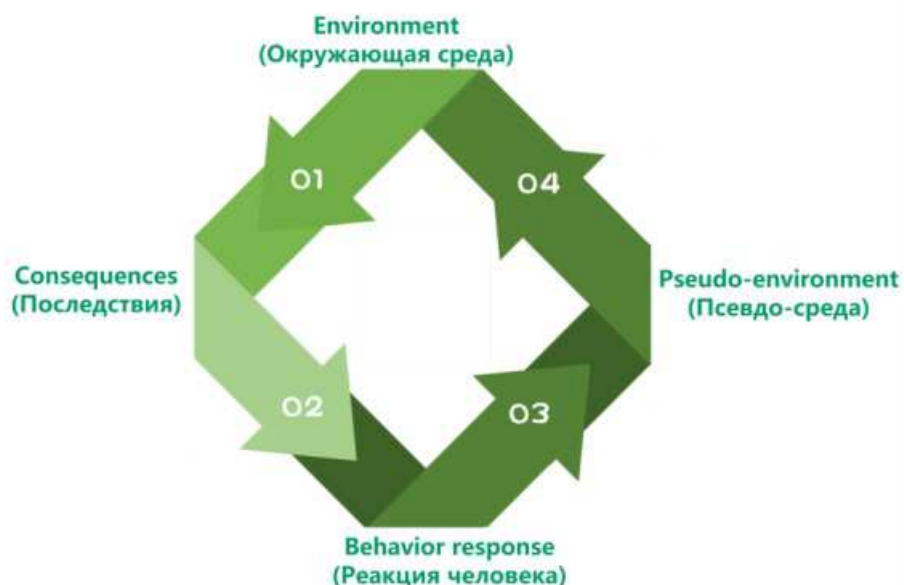 Environment
(Окружающая среда)
01
04
Consequences
(Последствия)
Pseudo-environment
(Псевдо-среда)
02
03
Behavior response
(Реакция человека)